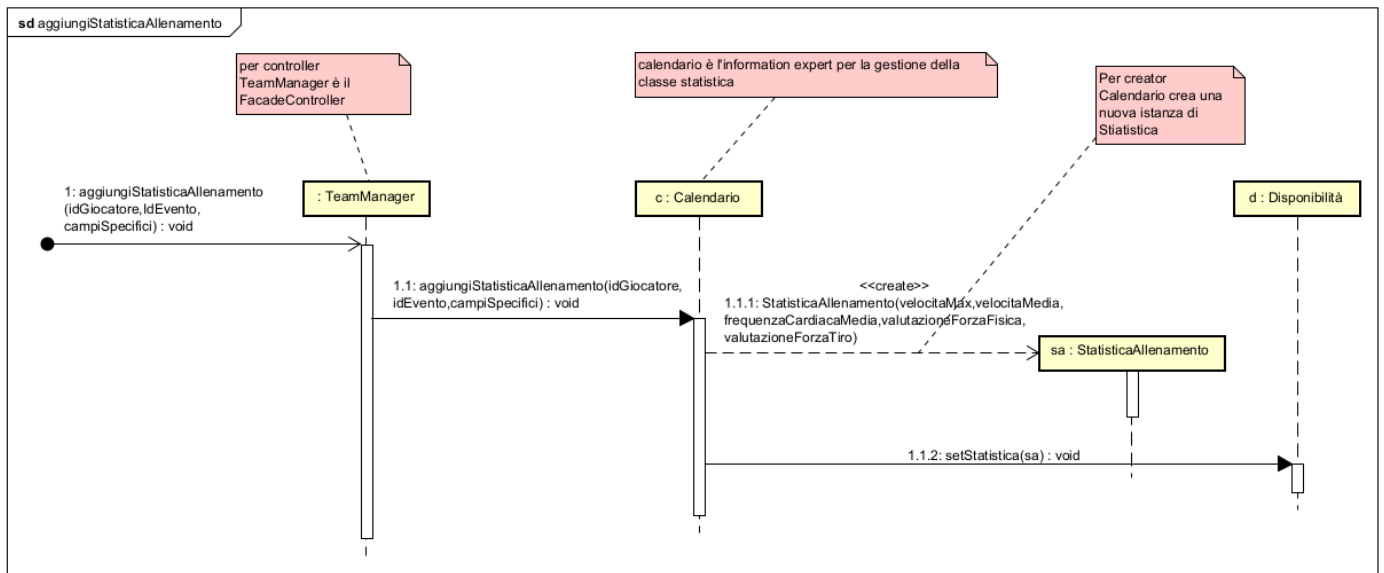 sd aggiungiStatisticaAllenamento
per controller
TeamManager è il
FacadeController
calendario è l'information expert per la gestione della
classe statistica
Per creator
Calendario crea una
nuova istanza di
Stiatistica
1: aggiungiStatisticaAllenamento
(idGiocatore,IdEvento,
campiSpecifici) : void
: TeamManager
c : Calendario
d : Disponibilità
1.1: aggiungiStatisticaAllenamento(idGiocatore,
idEvento,campiSpecifici) : void
<<create>>
1.1.1: StatisticaAllenamento(velocitaMax,velocitaMedia,
frequenzaCardiacaMedia,valutazioneForzaFisica,
valutazioneForzaTiro)
sa : StatisticaAllenamento
1.1.2: setStatistica(sa) : void